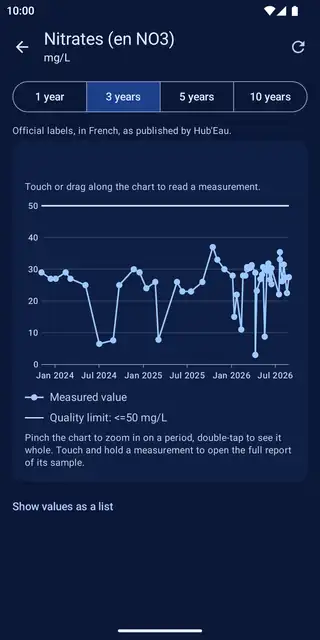 10:00
Nitrates (en NO3)
mg/L
1 year
3 years
5 years
10 years
Official labels, in French, as published by Hub'Eau.
Touch or drag along the chart to read a measurement.
50
40
30
20
10
0
Jan 2024
Jul 2024
Jan 2025
Jul 2025
Jan 2026
Jul 2026
Measured value
Quality limit: <=50 mg/L
Pinch the chart to zoom in on a period, double-tap to see it
whole. Touch and hold a measurement to open the full report
of its sample.
Show values as a list